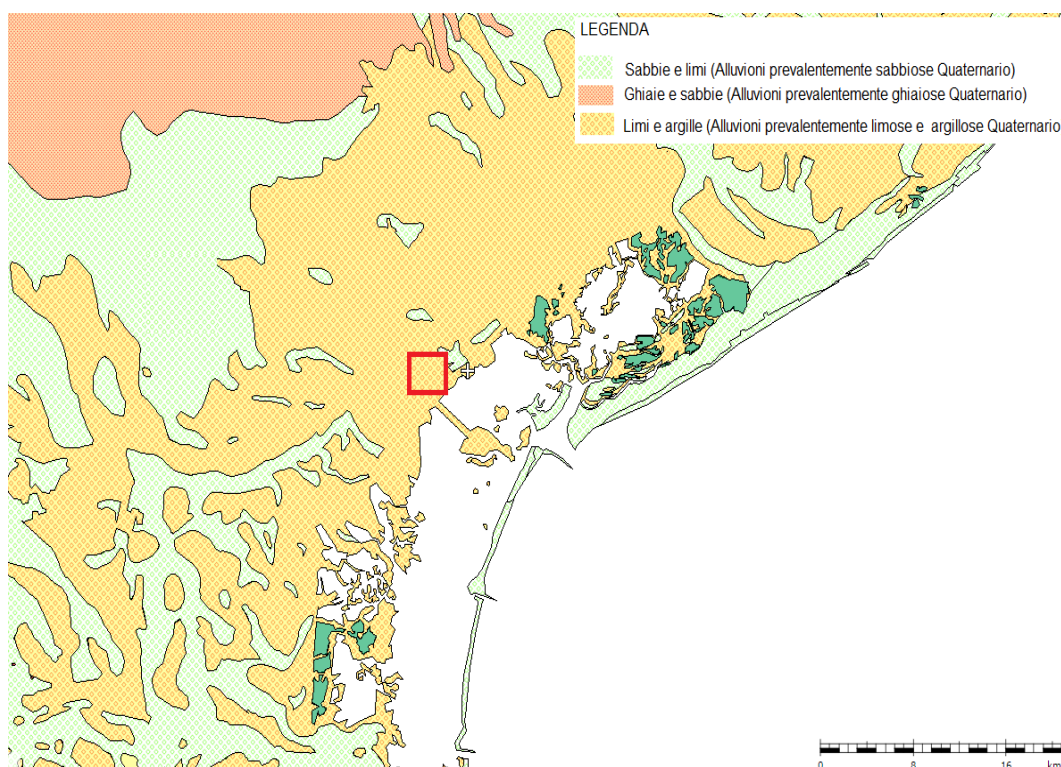 LEGENDA
Sabbie e limi (Alluvioni prevalentemente sabbiose Quaternario)
Ghiaie e sabbie (Alluvioni prevalentemente ghiaiose Quaternario)
Limi e argille (Alluvioni prevalentemente limose e argillose Quaternario
0 8 16 km